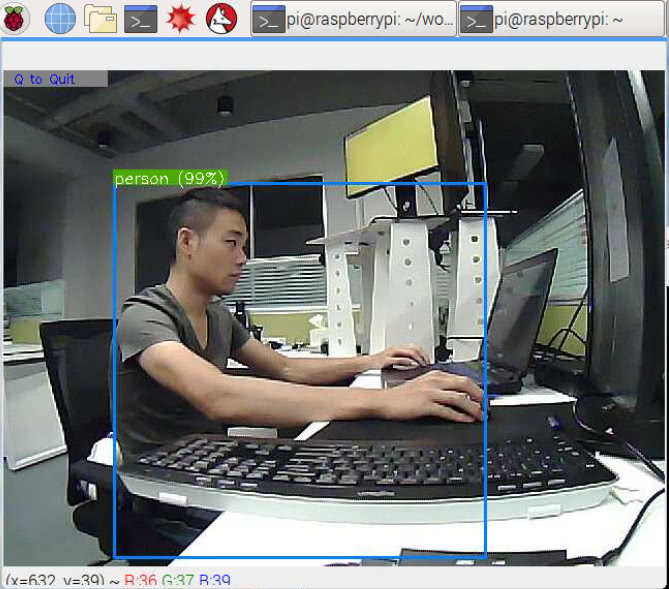 pi@raspberrypi: ~/wo...
pi@raspberrypi: ~
Q to Quit
person (99%)
(x=632, y=39) ~ R:36 G:37 B:39